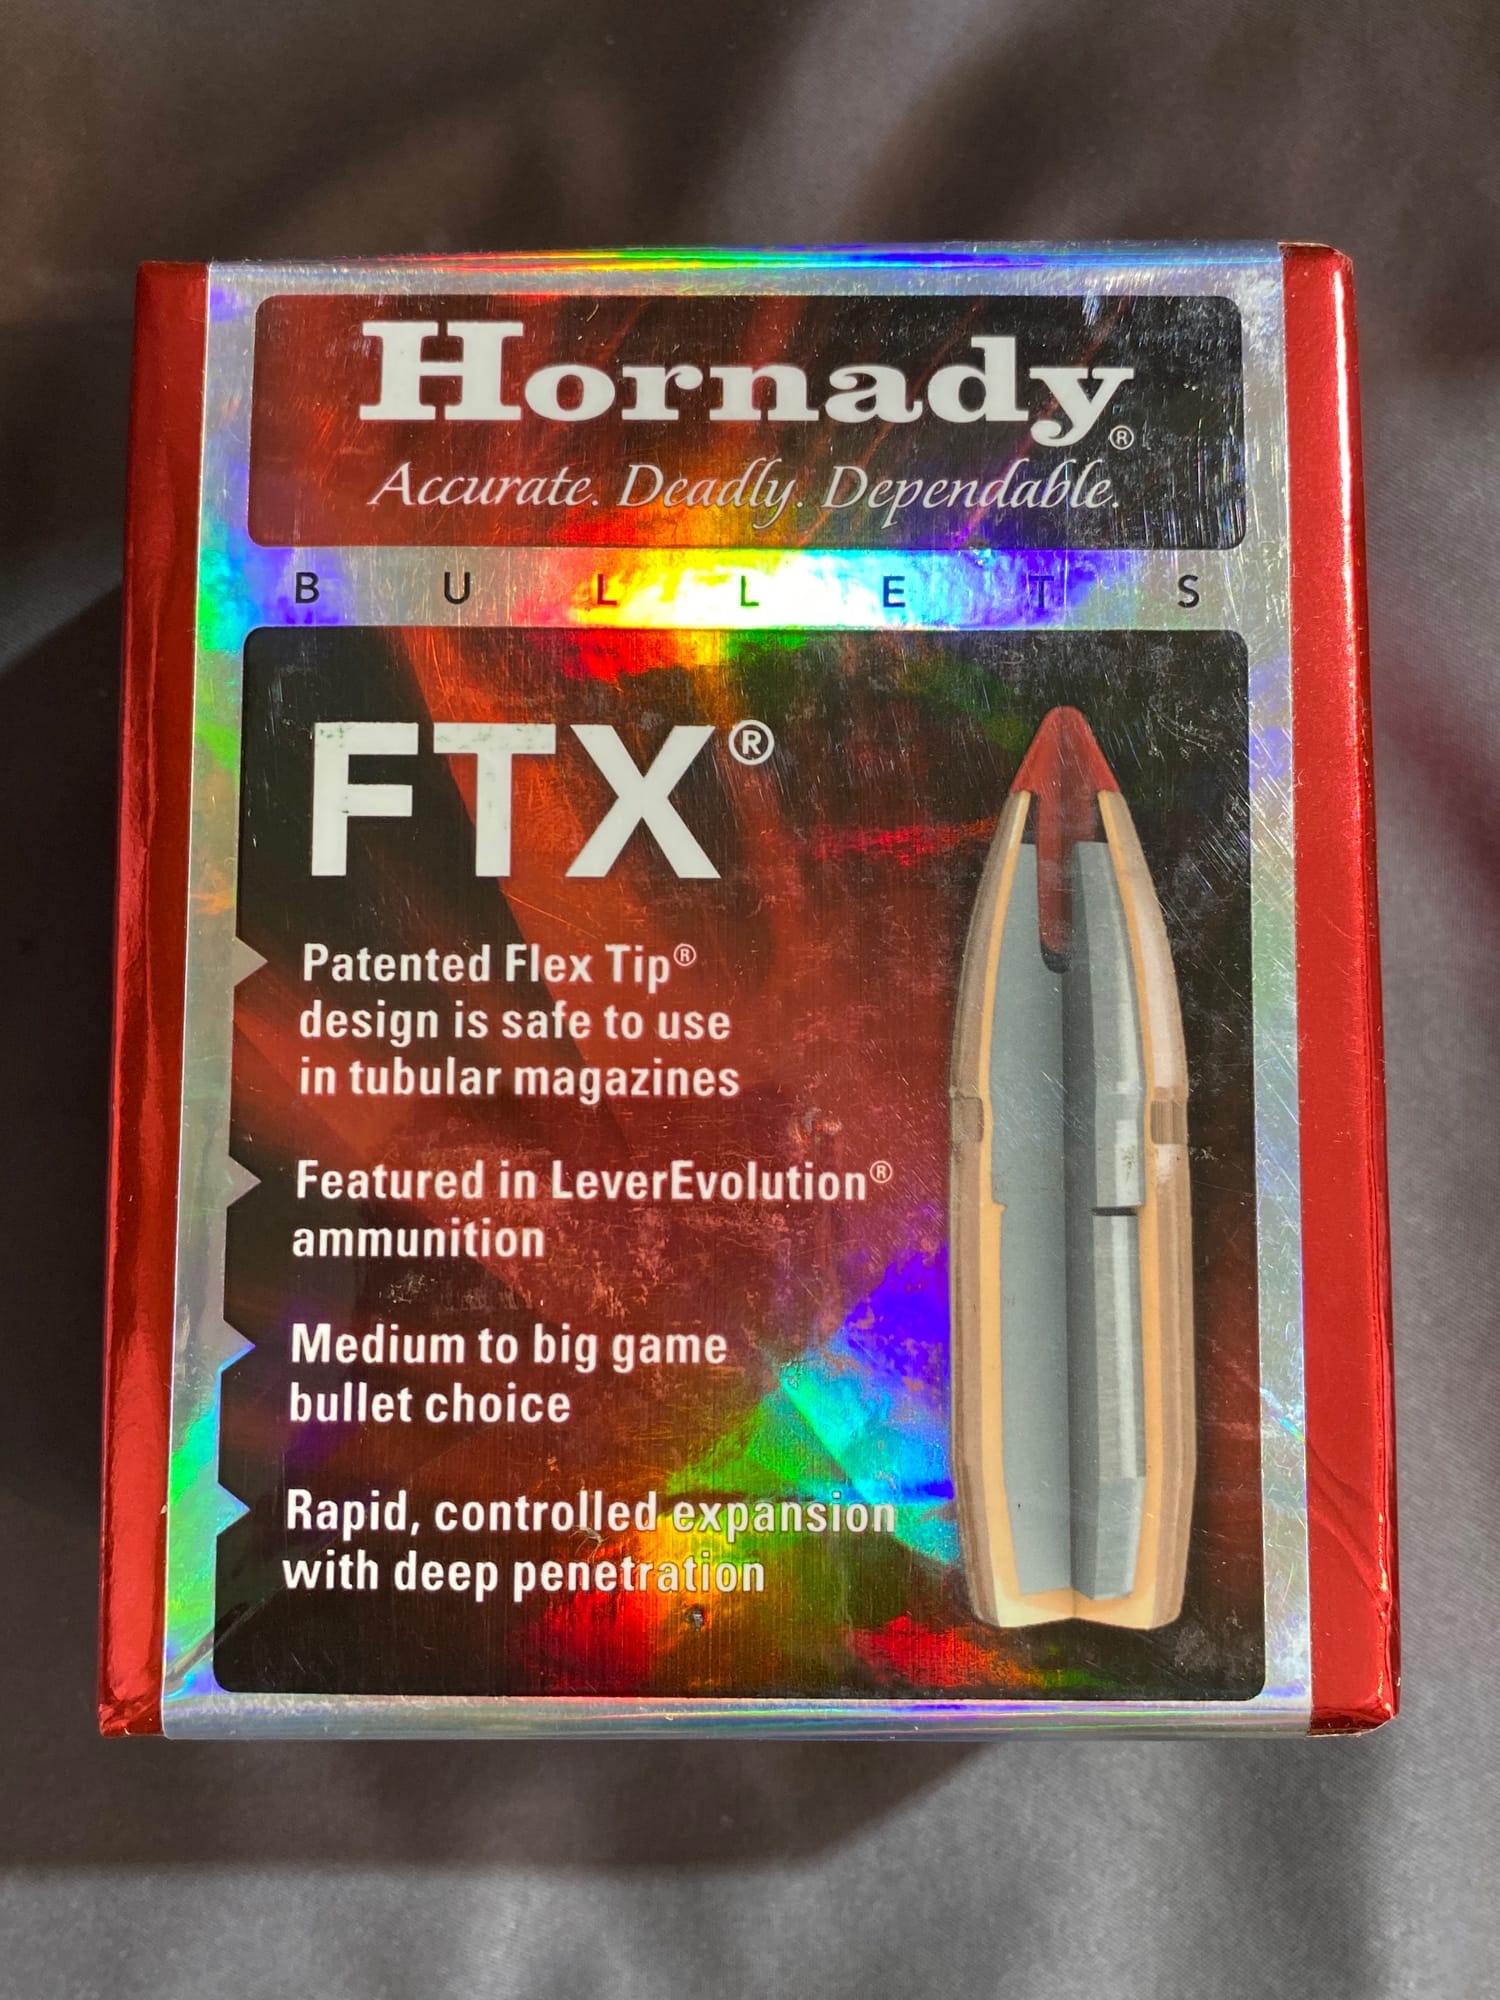 Hornady®
Accurate. Deadly. Dependable.
BULLETS
FTX®
Patented Flex Tip®
design is safe to use
in tubular magazines
Featured in LeverEvolution®
ammunition
Medium to big game
bullet choice
Rapid, controlled expansion
with deep penetration